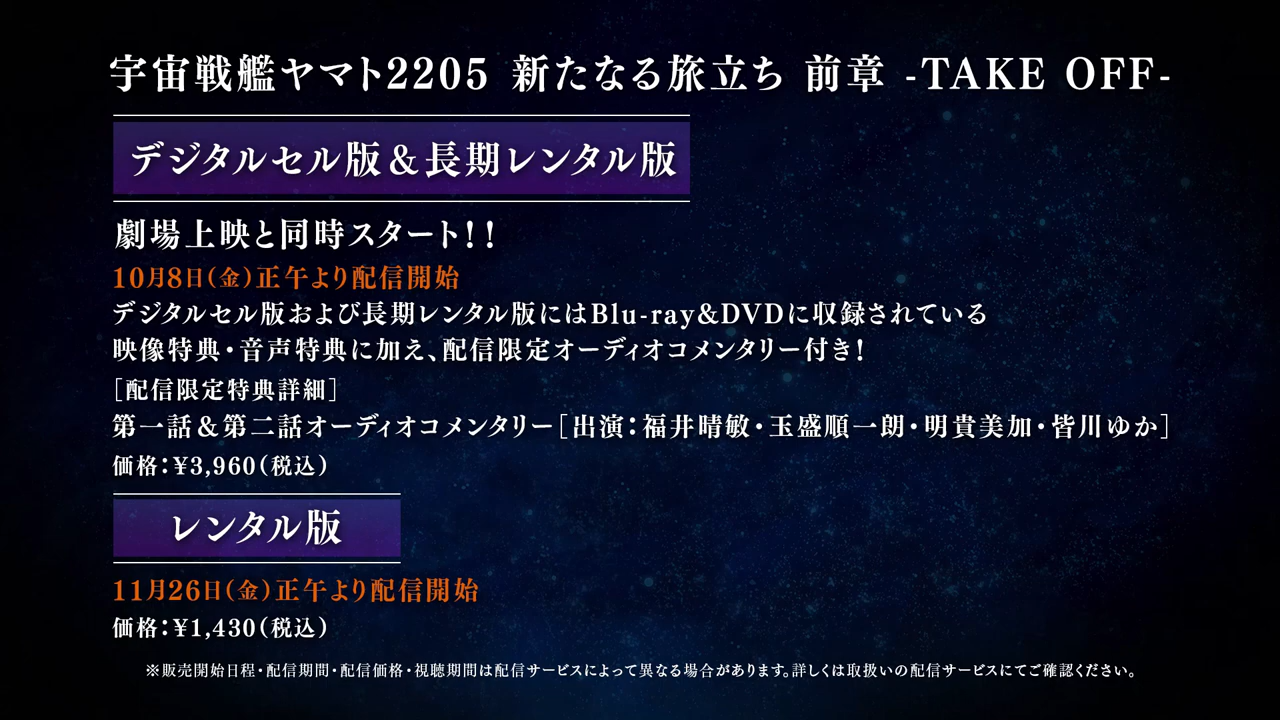 宇宙戦艦ヤマト2205 新たなる旅立ち 前章 -TAKE OFF-
デジタルセル版＆長期レンタル版
劇場上映と同時スタート！！
10月8日（金）正午より配信開始
デジタルセル版および長期レンタル版にはBlu-ray&DVDに収録されている
映像特典・音声特典に加え、配信限定オーディオコメンタリー付き！
［配信限定特典詳細］
第一話＆第二話オーディオコメンタリー［出演：福井晴敏・玉盛順一朗・明貴美加・皆川ゆか］
価格：¥3,960（税込）
レンタル版
11月26日（金）正午より配信開始
価格：¥1,430（税込）
※販売開始日程・配信期間・配信価格・視聴期間は配信サービスによって異なる場合があります。詳しくは取扱いの配信サービスにてご確認ください。